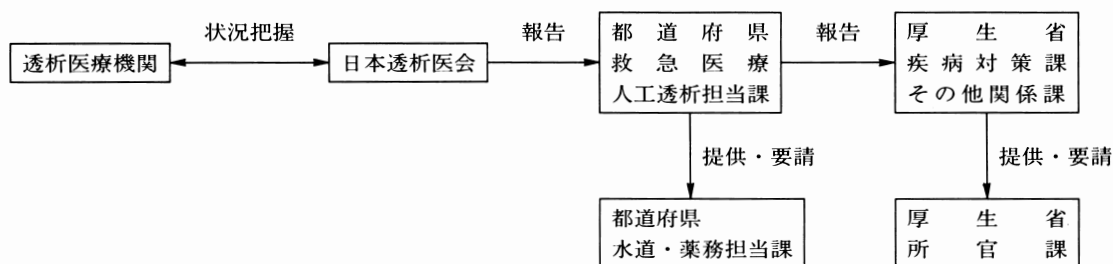 状況把握
報告
報告
透析医療機関
日本透析医会
都道府県
救急医療
人工透析担当課
厚生省
疾病対策課
その他関係課
提供・要請
提供・要請
都道府県
水道・薬務担当課
厚生省
所官課